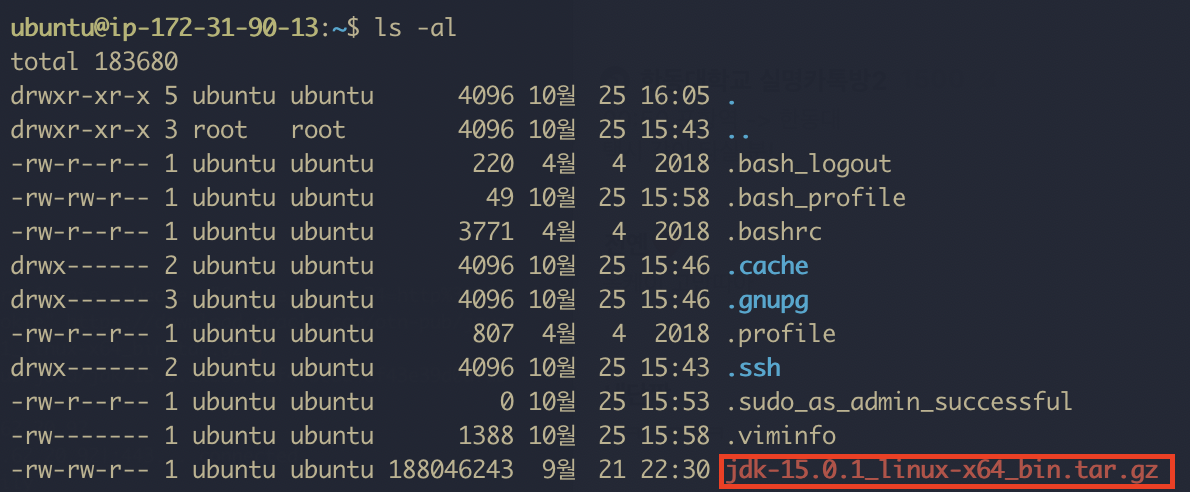 ubuntu@ip-172-31-90-13:~$ ls -al
total 183680
drwxr-xr-x 5 ubuntu ubuntu      4096 10월  25 16:05 .
drwxr-xr-x 3 root   root        4096 10월  25 15:43 ..
-rw-r--r-- 1 ubuntu ubuntu       220  4월   4  2018 .bash_logout
-rw-rw-r-- 1 ubuntu ubuntu        49 10월  25 15:58 .bash_profile
-rw-r--r-- 1 ubuntu ubuntu      3771  4월   4  2018 .bashrc
drwx------ 2 ubuntu ubuntu      4096 10월  25 15:46 .cache
drwx------ 3 ubuntu ubuntu      4096 10월  25 15:46 .gnupg
-rw-r--r-- 1 ubuntu ubuntu       807  4월   4  2018 .profile
drwx------ 2 ubuntu ubuntu      4096 10월  25 15:43 .ssh
-rw-r--r-- 1 ubuntu ubuntu         0 10월  25 15:53 .sudo_as_admin_successful
-rw------- 1 ubuntu ubuntu      1388 10월  25 15:58 .viminfo
-rw-rw-r-- 1 ubuntu ubuntu 188046243  9월  21 22:30 jdk-15.0.1_linux-x64_bin.tar.gz